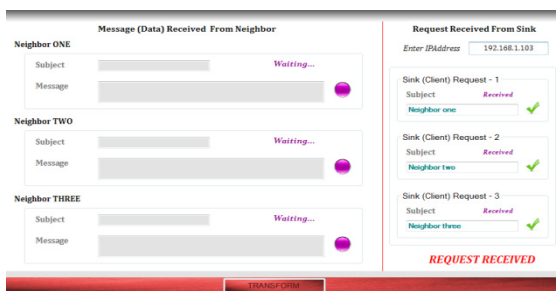 Message (Data) Received From Neighbor
Neighbor ONE
Subject
Waiting...
Message
Neighbor TWO
Subject
Waiting...
Message
Neighbor THREE
Subject
Waiting...
Message
Request Received From Sink
Enter IPAddress 192.168.1.103
Sink (Client) Request - 1
Subject Received
Neighbor one
Sink (Client) Request - 2
Subject Received
Neighbor two
Sink (Client) Request - 3
Subject Received
Neighbor three
REQUEST RECEIVED
TRANSFORM